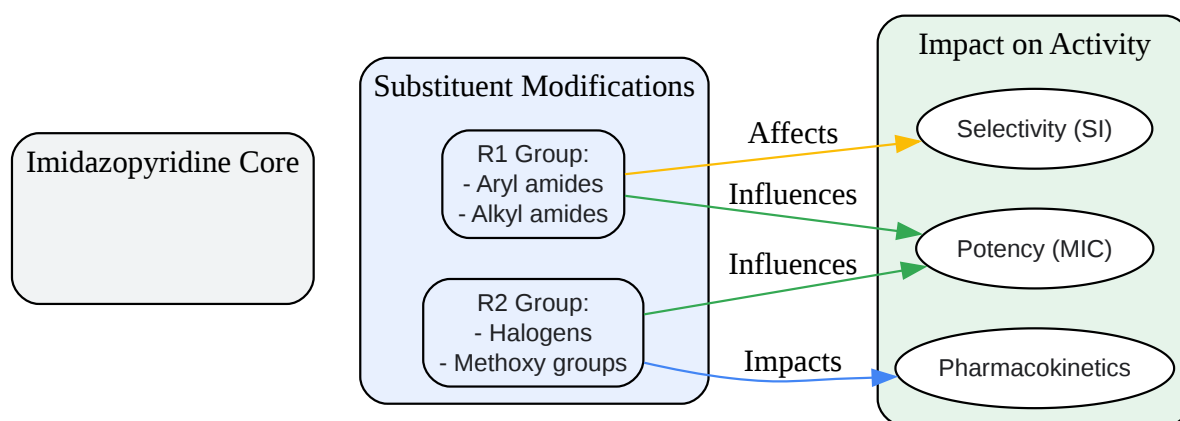 Imidazopyridine Core
Substituent Modifications
R1 Group:
- Aryl amides
- Alkyl amides
R2 Group:
- Halogens
- Methoxy groups
Affects
Influences
Influences
Impacts
Impact on Activity
Selectivity (SI)
Potency (MIC)
Pharmacokinetics